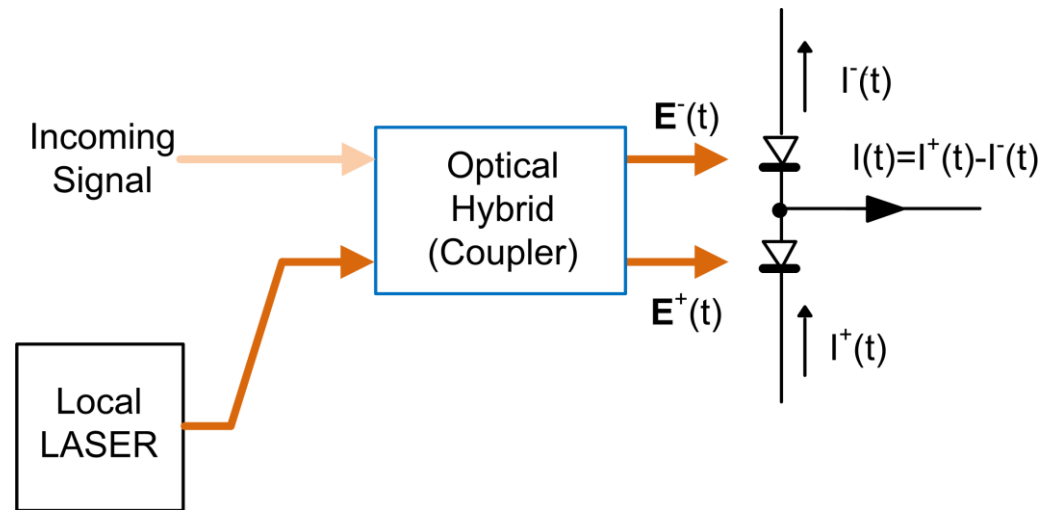 Incoming
Signal
Local
LASER
Optical
Hybrid
(Coupler)
E⁻(t)
E⁺(t)
I⁻(t)
I(t)=I⁺(t)-I⁻(t)
I⁺(t)